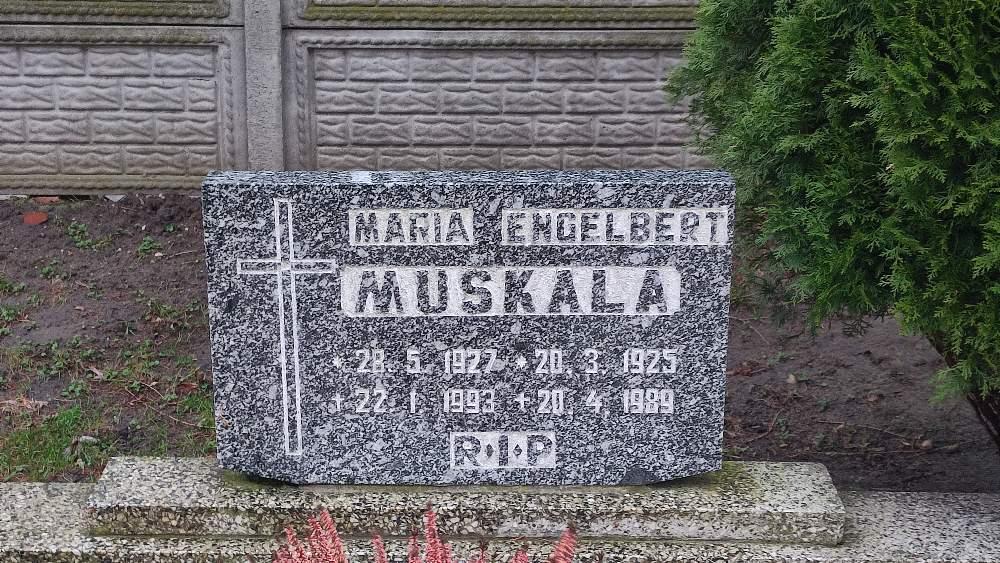 MARIA ENGELBERT
MUSKALA
* 28. 5. 1927 * 20. 3. 1925
+ 22. 1. 1993 + 20. 4. 1989
R·I·P